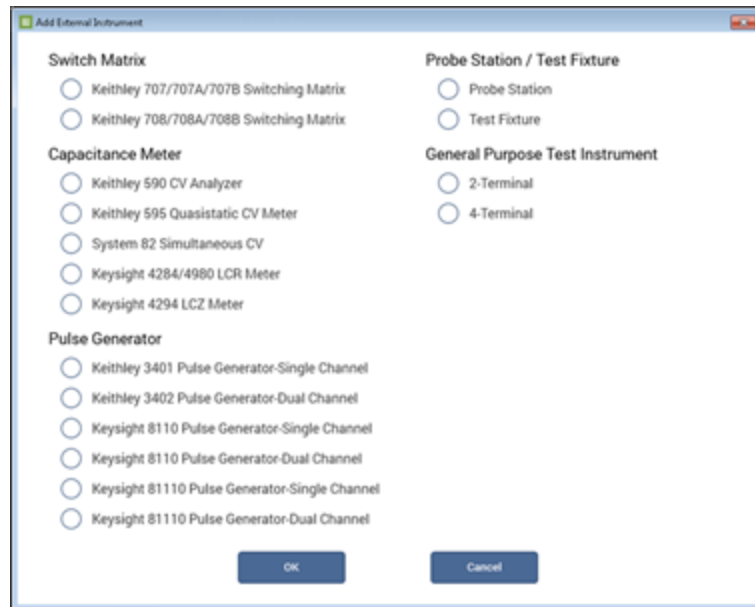 Add External Instrument
Switch Matrix
Keithley 707/707A/707B Switching Matrix
Keithley 708/708A/708B Switching Matrix
Capacitance Meter
Keithley 590 CV Analyzer
Keithley 595 Quasistatic CV Meter
System 82 Simultaneous CV
Keysight 4284/4980 LCR Meter
Keysight 4294 LCZ Meter
Pulse Generator
Keithley 3401 Pulse Generator-Single Channel
Keithley 3402 Pulse Generator-Dual Channel
Keysight 8110 Pulse Generator-Single Channel
Keysight 8110 Pulse Generator-Dual Channel
Keysight 81110 Pulse Generator-Single Channel
Keysight 81110 Pulse Generator-Dual Channel
Probe Station / Test Fixture
Probe Station
Test Fixture
General Purpose Test Instrument
2-Terminal
4-Terminal
OK
Cancel